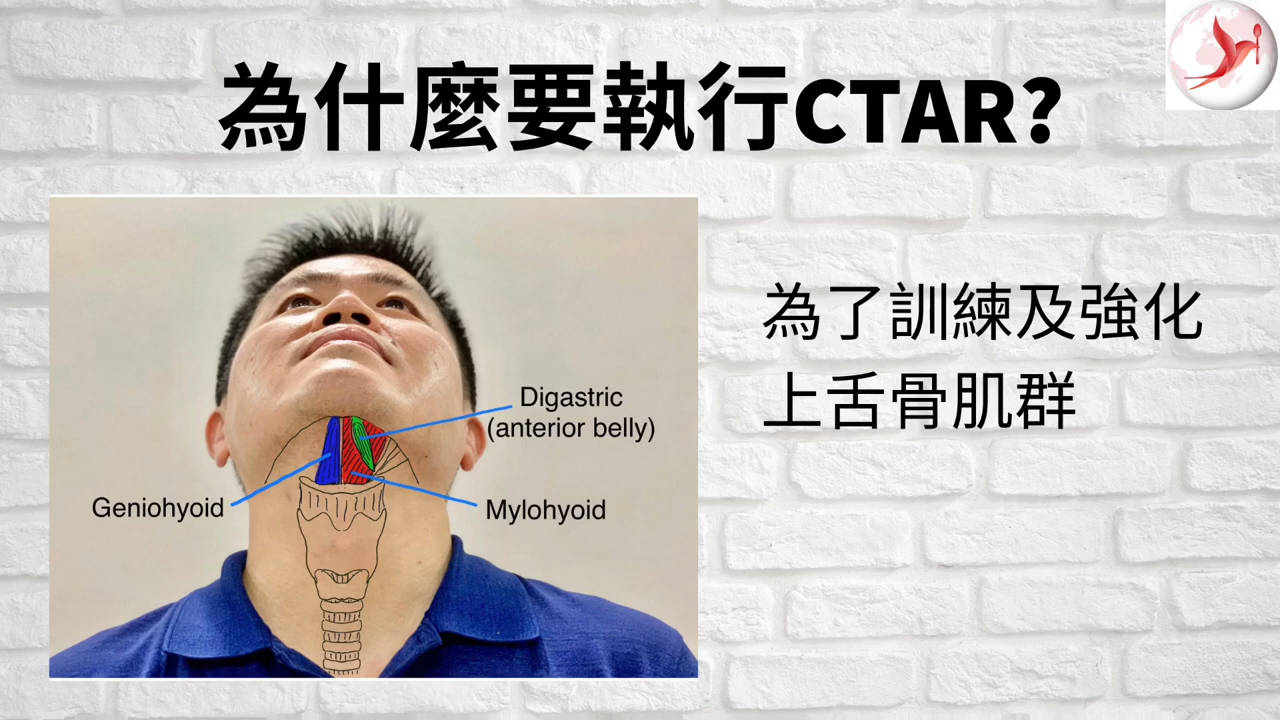 為什麼要執行CTAR?
為了訓練及強化
上舌骨肌群
Digastric
(anterior belly)
Geniohyoid
Mylohyoid